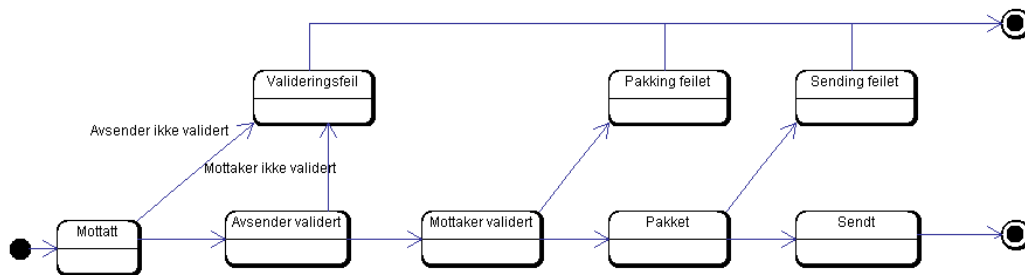 Valideringsfeil
Pakking feilet
Sending feilet
Avsender ikke validert
Mottaker ikke validert
Mottatt
Avsender validert
Mottaker validert
Pakket
Sendt